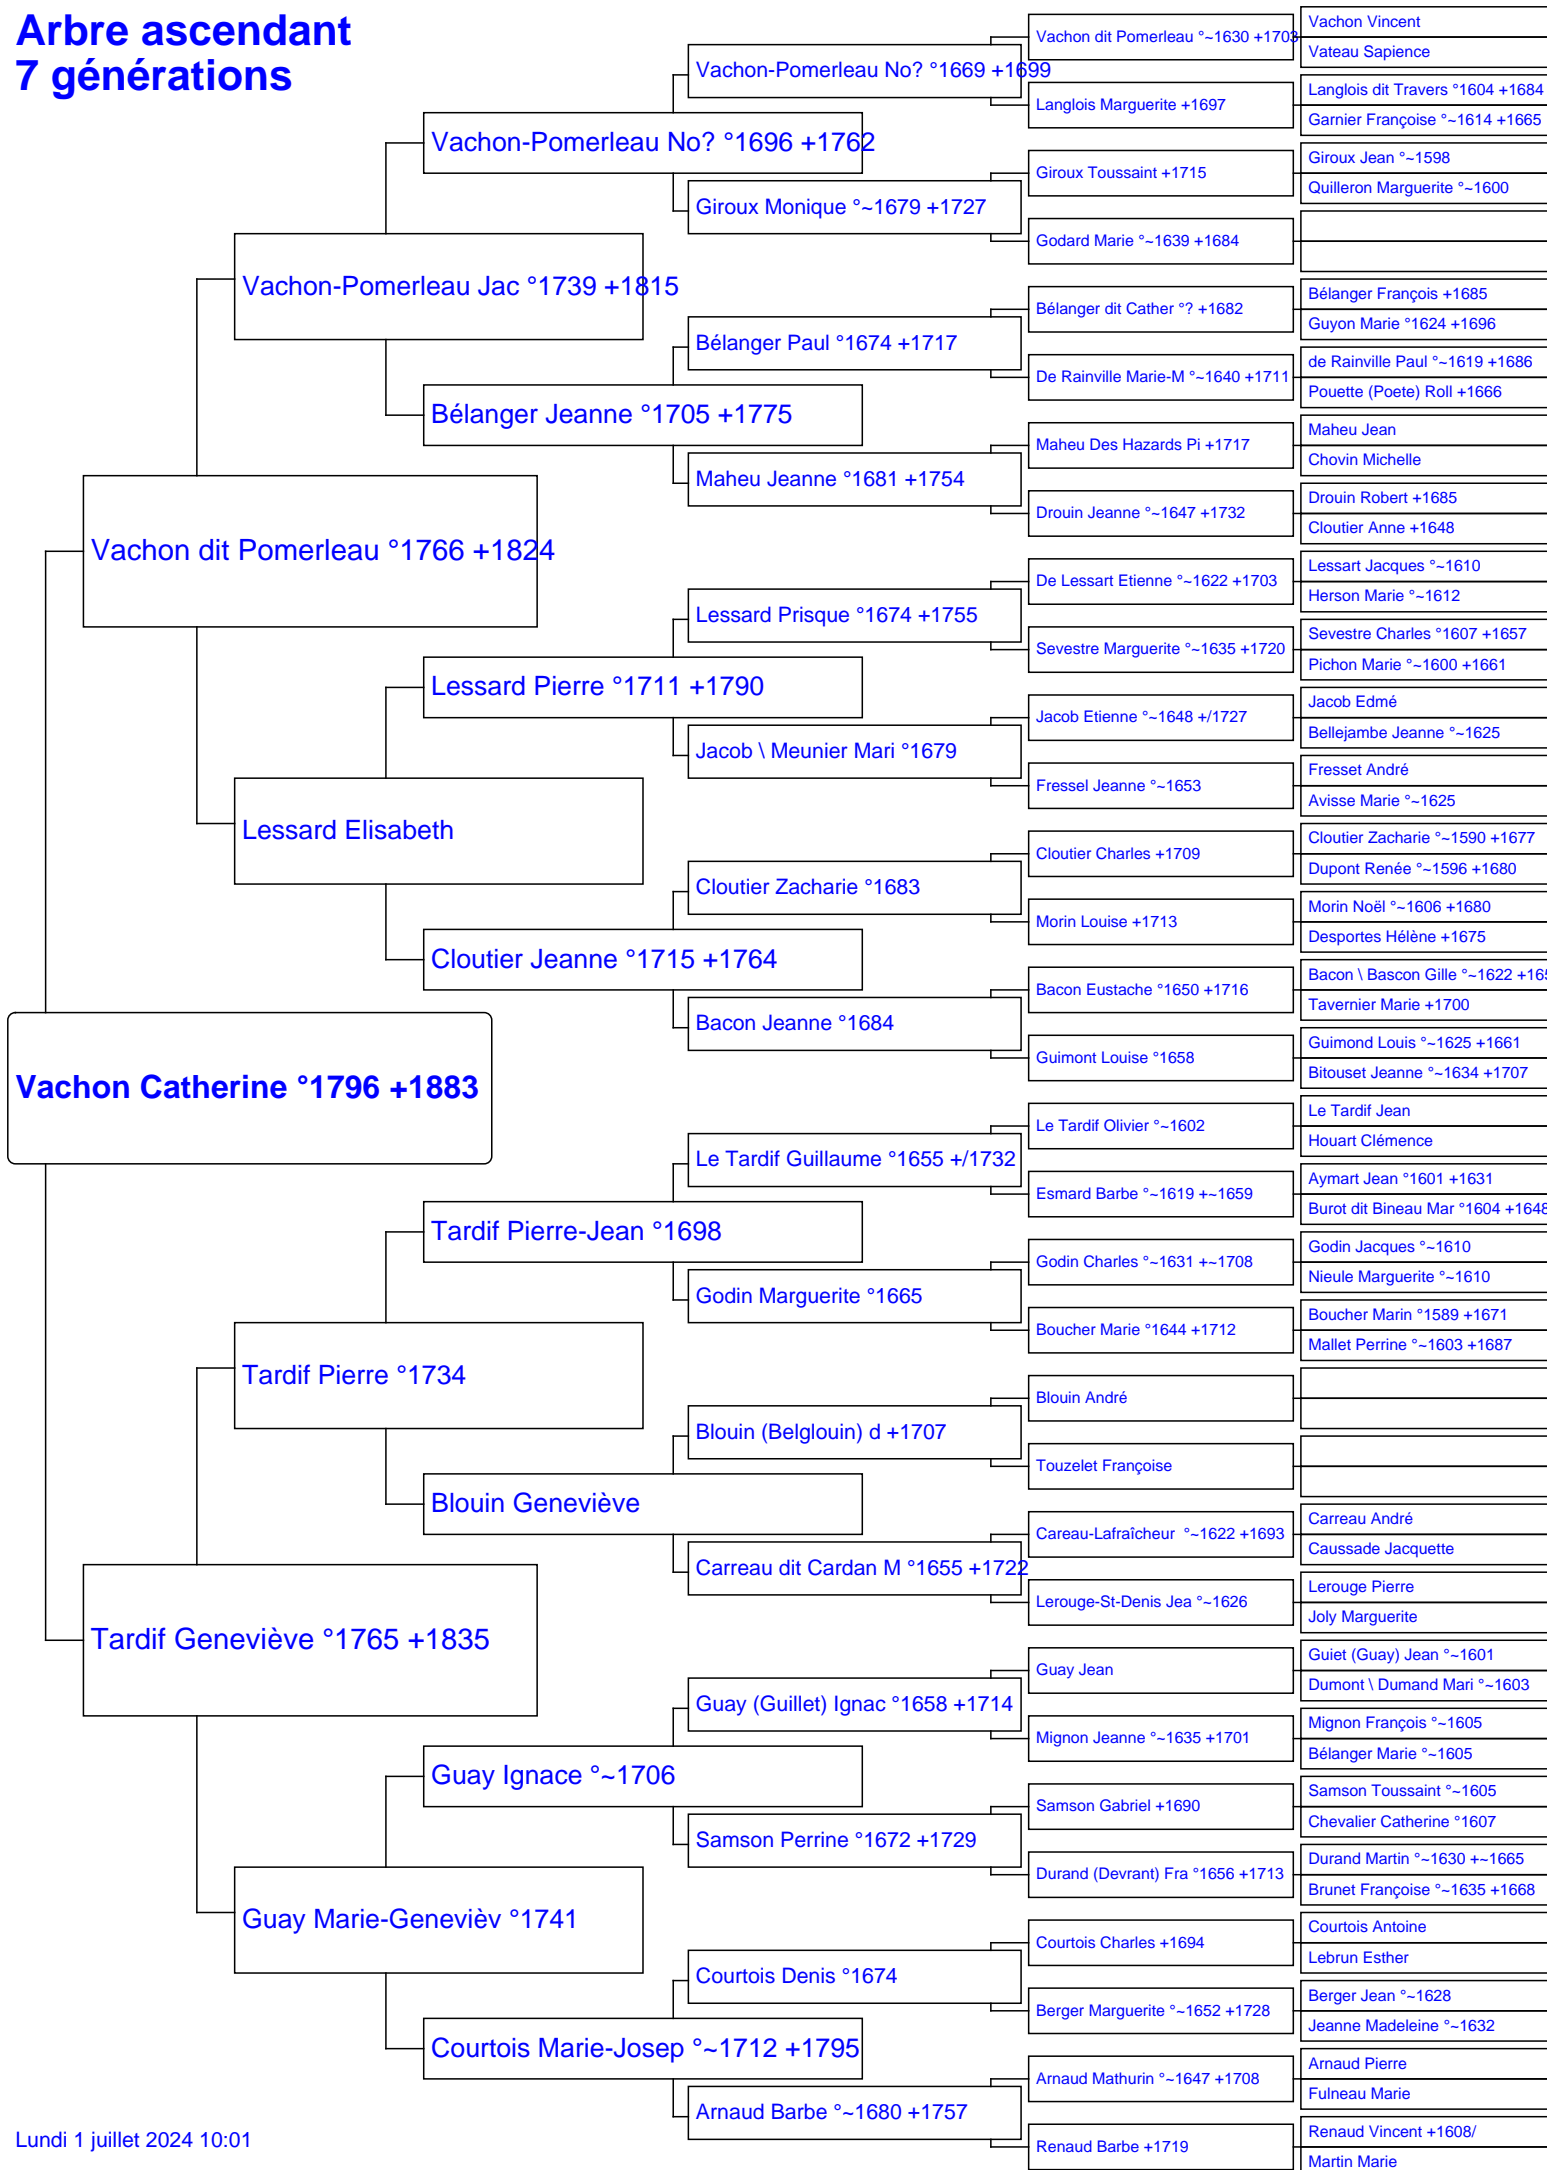 Arbre ascendant
7 générations
Vachon Catherine °1796 +1883
Vachon dit Pomerleau °1766 +1824
Tardif Geneviève °1765 +1835
Vachon-Pomerleau Jac °1739 +1815
Lessard Elisabeth
Tardif Pierre °1734
Guay Marie-Genevièv °1741
Vachon-Pomerleau No? °1696 +1762
Bélanger Jeanne °1705 +1775
Lessard Pierre °1711 +1790
Cloutier Jeanne °1715 +1764
Tardif Pierre-Jean °1698
Blouin Geneviève
Guay Ignace °~1706
Courtois Marie-Josep °~1712 +1795
Vachon-Pomerleau No? °1669 +1699
Giroux Monique °~1679 +1727
Bélanger Paul °1674 +1717
Maheu Jeanne °1681 +1754
Lessard Prisque °1674 +1755
Jacob \ Meunier Mari °1679
Cloutier Zacharie °1683
Bacon Jeanne °1684
Le Tardif Guillaume °1655 +/1732
Godin Marguerite °1665
Blouin (Belglouin) d +1707
Carreau dit Cardan M °1655 +1722
Guay (Guillet) Ignac °1658 +1714
Samson Perrine °1672 +1729
Courtois Denis °1674
Arnaud Barbe °~1680 +1757
Vachon dit Pomerleau °~1630 +1703
Langlois Marguerite +1697
Giroux Toussaint +1715
Godard Marie °~1639 +1684
Bélanger dit Cather °? +1682
De Rainville Marie-M °~1640 +1711
Maheu Des Hazards Pi +1717
Drouin Jeanne °~1647 +1732
De Lessart Etienne °~1622 +1703
Sevestre Marguerite °~1635 +1720
Jacob Etienne °~1648 +/1727
Fressel Jeanne °~1653
Cloutier Charles +1709
Morin Louise +1713
Bacon Eustache °1650 +1716
Guimont Louise °1658
Le Tardif Olivier °~1602
Esmard Barbe °~1619 +~1659
Godin Charles °~1631 +~1708
Boucher Marie °1644 +1712
Blouin André
Touzelet Françoise
Careau-Lafraîcheur  °~1622 +1693
Lerouge-St-Denis Jea °~1626
Guay Jean
Mignon Jeanne °~1635 +1701
Samson Gabriel +1690
Durand (Devrant) Fra °1656 +1713
Courtois Charles +1694
Berger Marguerite °~1652 +1728
Arnaud Mathurin °~1647 +1708
Renaud Barbe +1719
Vachon Vincent
Vateau Sapience
Langlois dit Travers °1604 +1684
Garnier Françoise °~1614 +1665
Giroux Jean °~1598
Quilleron Marguerite °~1600
Bélanger François +1685
Guyon Marie °1624 +1696
de Rainville Paul °~1619 +1686
Pouette (Poete) Roll +1666
Maheu Jean
Chovin Michelle
Drouin Robert +1685
Cloutier Anne +1648
Lessart Jacques °~1610
Herson Marie °~1612
Sevestre Charles °1607 +1657
Pichon Marie °~1600 +1661
Jacob Edmé
Bellejambe Jeanne °~1625
Fresset André
Avisse Marie °~1625
Cloutier Zacharie °~1590 +1677
Dupont Renée °~1596 +1680
Morin Noël °~1606 +1680
Desportes Hélène +1675
Bacon \ Bascon Gille °~1622
Tavernier Marie +1700
Guimond Louis °~1625 +1661
Bitouset Jeanne °~1634 +1707
Le Tardif Jean
Houart Clémence
Aymart Jean °1601 +1631
Burot dit Bineau Mar °1604 +1648
Godin Jacques °~1610
Nieule Marguerite °~1610
Boucher Marin °1589 +1671
Mallet Perrine °~1603 +1687
Carreau André
Caussade Jacquette
Lerouge Pierre
Joly Marguerite
Guiet (Guay) Jean °~1601
Dumont \ Dumand Mari °~1603
Mignon François °~1605
Bélanger Marie °~1605
Samson Toussaint °~1605
Chevalier Catherine °1607
Durand Martin °~1630 +~1665
Brunet Françoise °~1635 +1668
Courtois Antoine
Lebrun Esther
Berger Jean °~1628
Jeanne Madeleine °~1632
Arnaud Pierre
Fulneau Marie
Renaud Vincent +1608/
Martin Marie
Lundi 1 juillet 2024 10:01